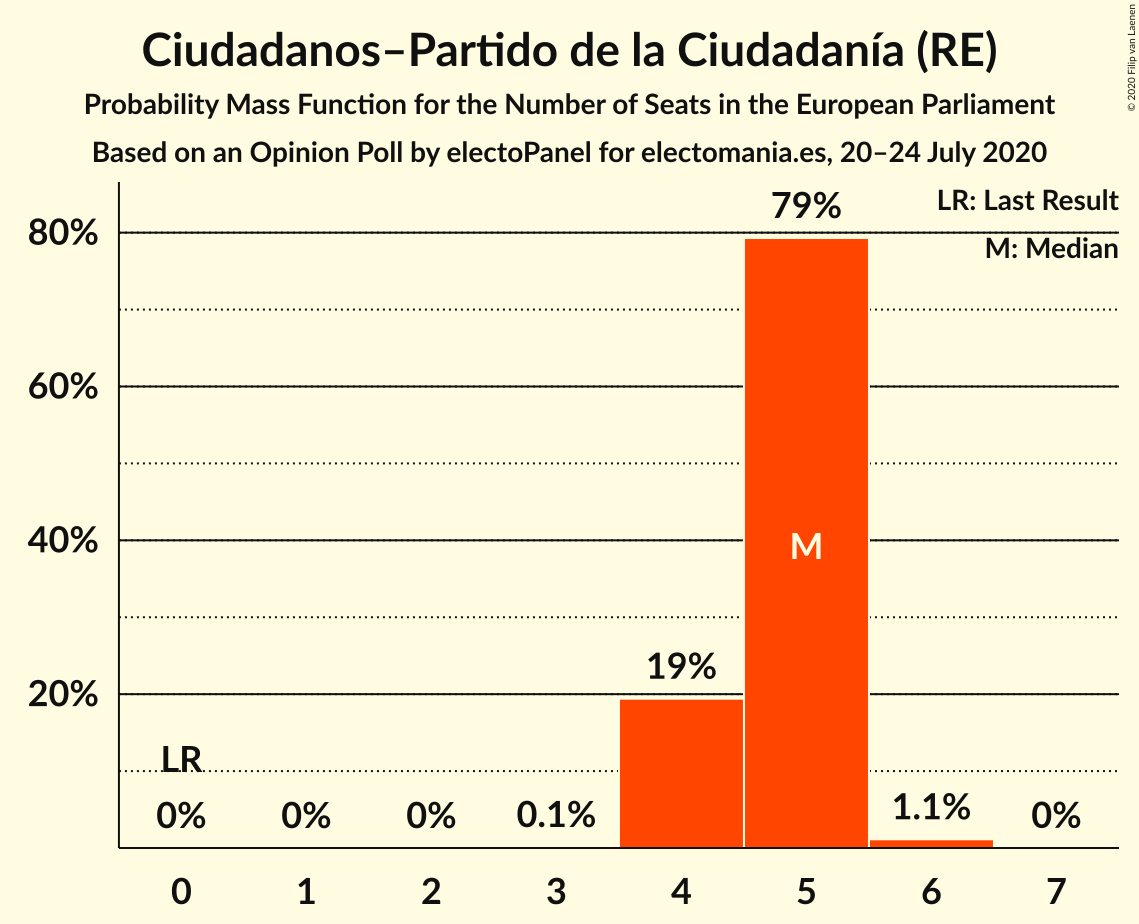 Ciudadanos–Partido de la Ciudadanía (RE)
Probability Mass Function for the Number of Seats in the European Parliament
Based on an Opinion Poll by electoPanel for electomania.es, 20–24 July 2020
© 2020 Filip van Laenen
LR: Last Result
M: Median
80%
60%
40%
20%
79%
M
19%
LR
0%
0%
0%
0.1%
1.1%
0%
0 1 2 3 4 5 6 7